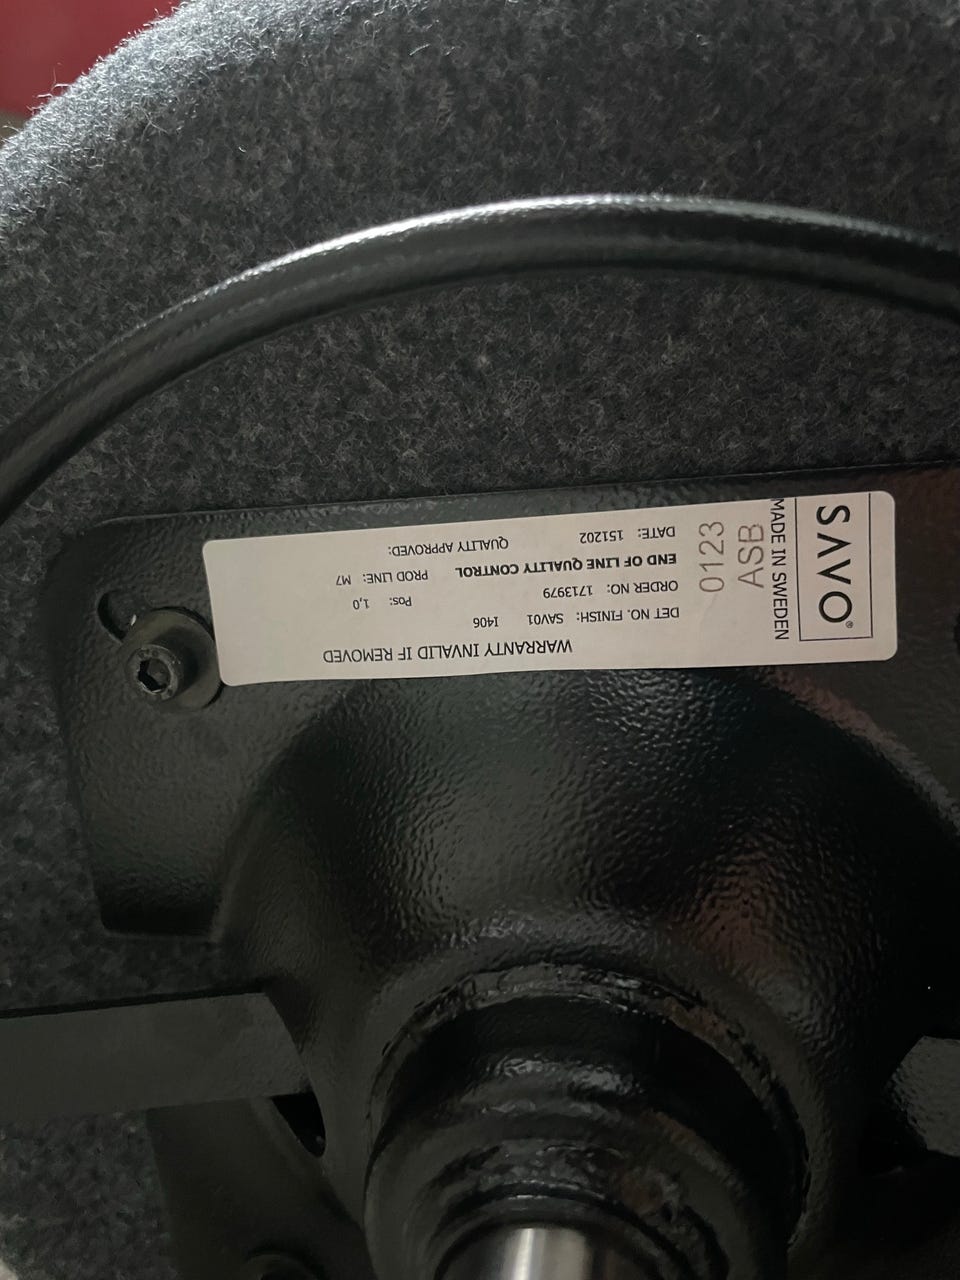 SAVO®
MADE IN SWEDEN
ASB
0123
WARRANTY INVALID IF REMOVED
DET NO. FINISH: SAV01 I406
ORDER NO: 1713979 Pos: 1,0
END OF LINE QUALITY CONTROL PROD LINE: M7
DATE: 151202 QUALITY APPROVED: